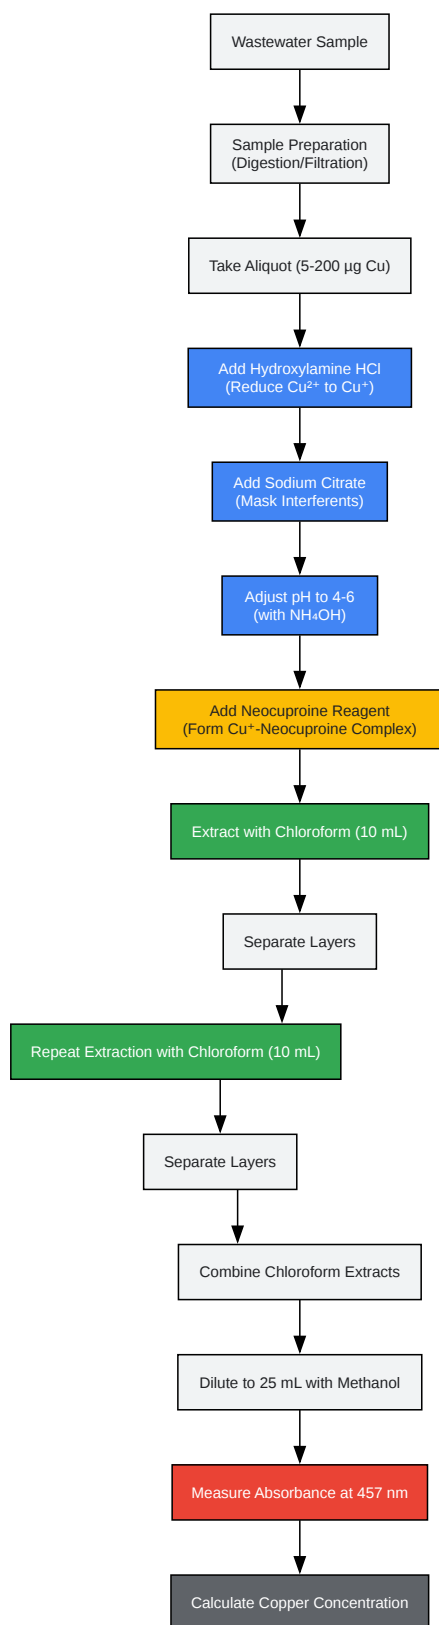 Wastewater Sample
Sample Preparation
(Digestion/Filtration)
Take Aliquot (5-200 µg Cu)
Add Hydroxylamine HCl
(Reduce Cu²⁺ to Cu⁺)
Add Sodium Citrate
(Mask Interferents)
Adjust pH to 4-6
(with NH₄OH)
Add Neocuproine Reagent
(Form Cu⁺-Neocuproine Complex)
Extract with Chloroform (10 mL)
Separate Layers
Repeat Extraction with Chloroform (10 mL)
Separate Layers
Combine Chloroform Extracts
Dilute to 25 mL with Methanol
Measure Absorbance at 457 nm
Calculate Copper Concentration